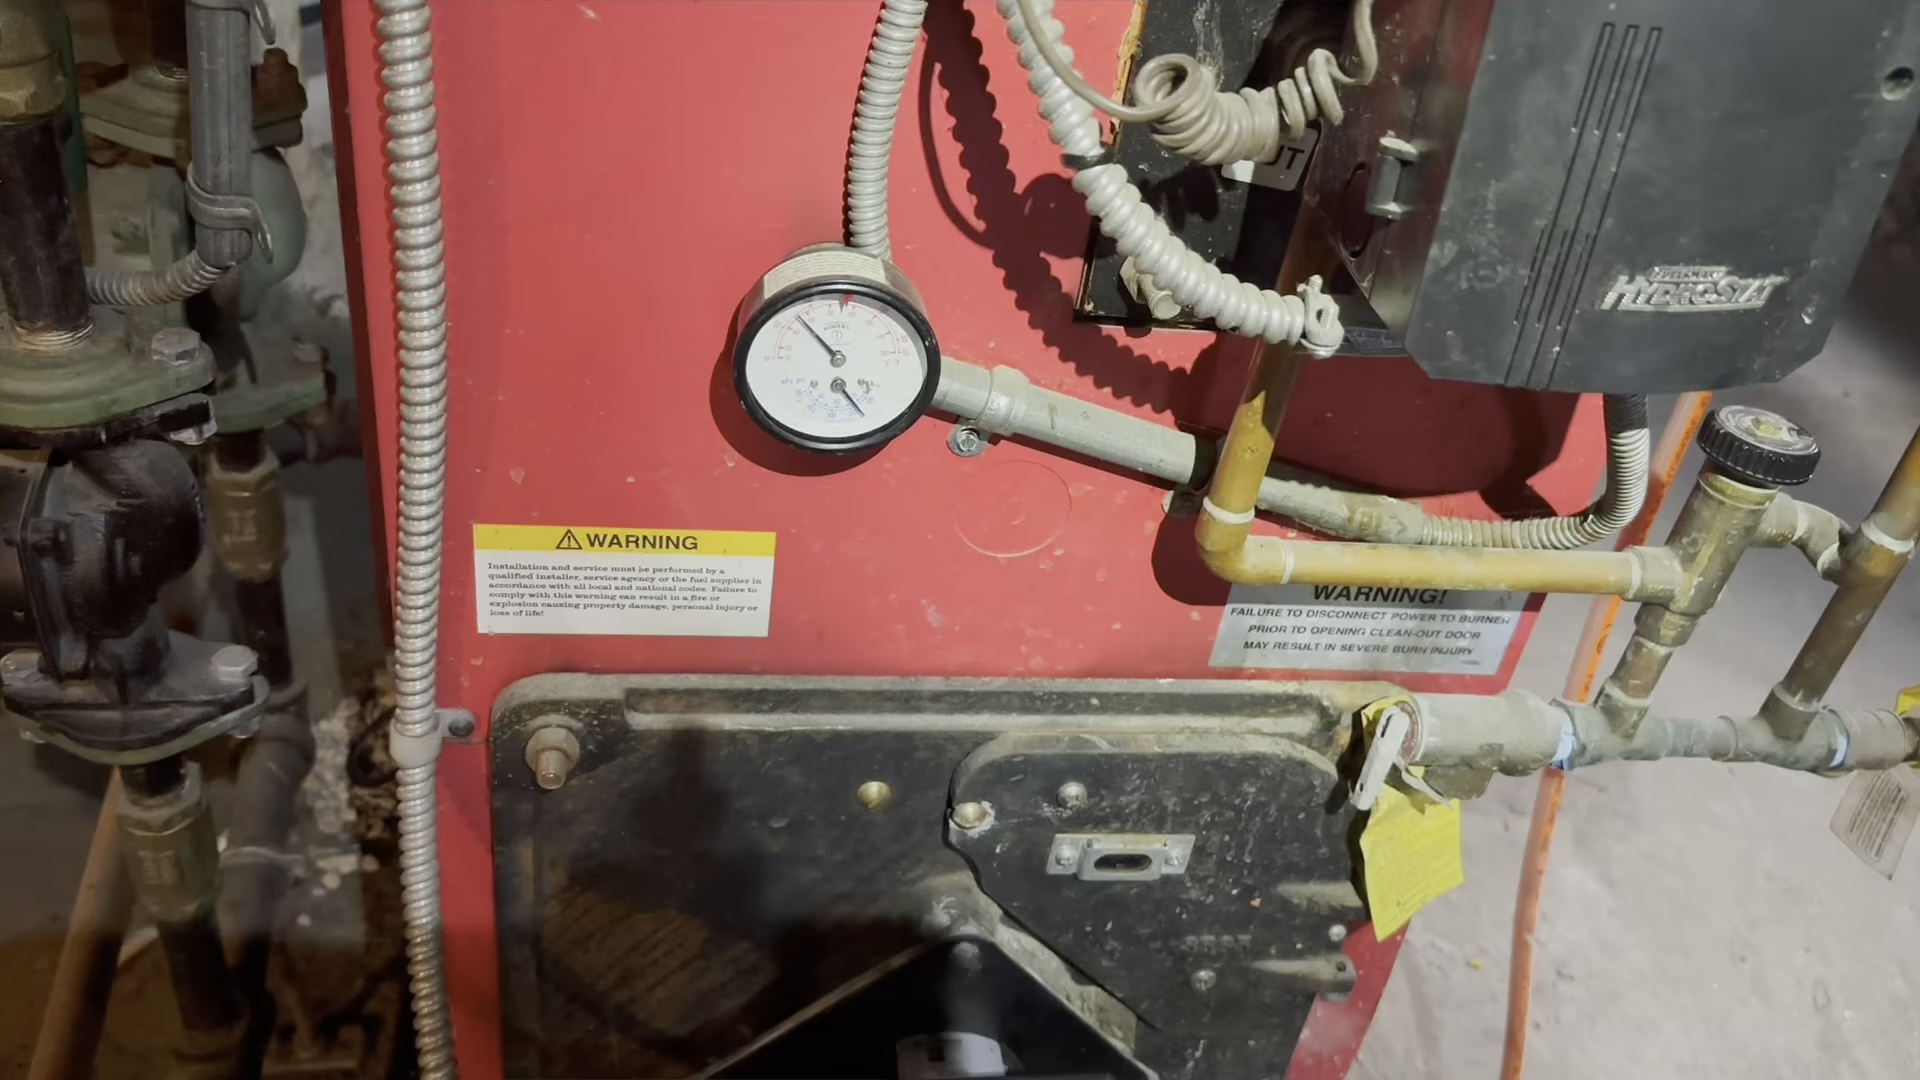 UT
HYDROSTAT
WINTERS
⚠ WARNING
Installation and service must be performed by a
qualified installer, service agency or the fuel supplier in
accordance with all local and national codes. Failure to
comply with this warning can result in a fire or
explosion causing property damage, personal injury or
loss of life!
WARNING!
FAILURE TO DISCONNECT POWER TO BURNER
PRIOR TO OPENING CLEAN-OUT DOOR
MAY RESULT IN SEVERE BURN INJURY